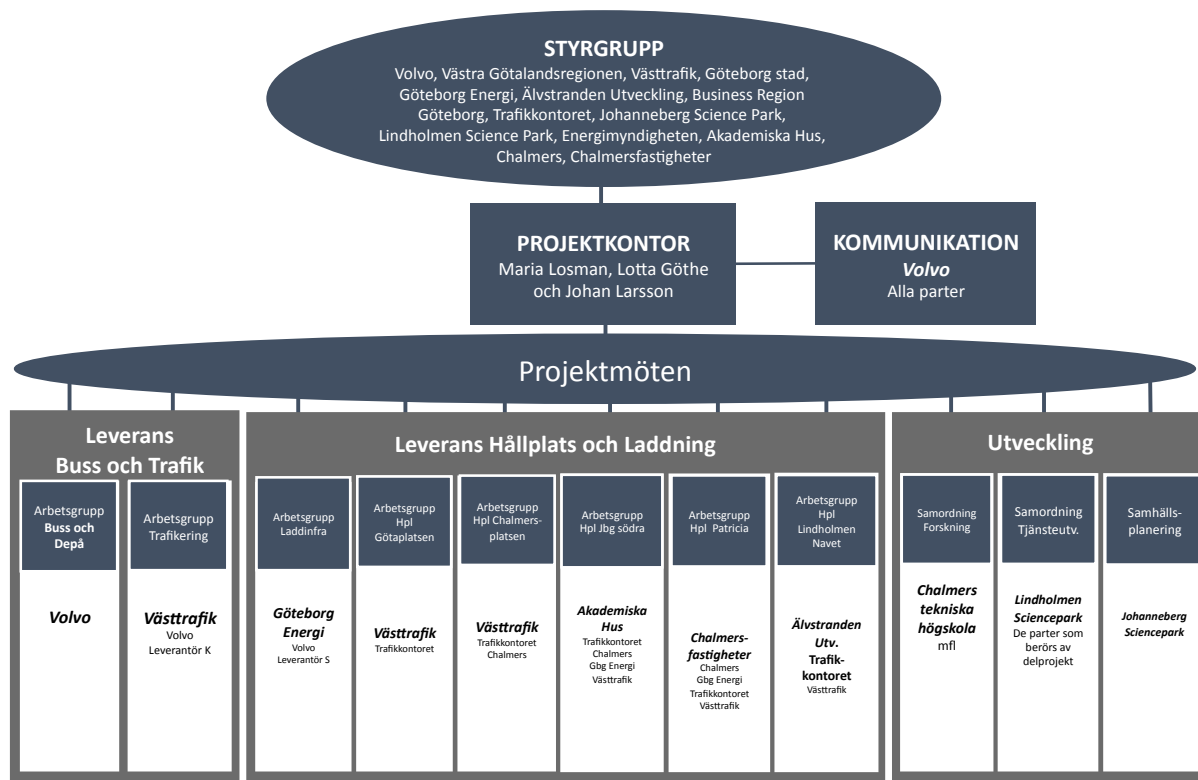 STYRGRUPP
Volvo, Västra Götalandsregionen, Västtrafik, Göteborg stad,
Göteborg Energi, Älvstranden Utveckling, Business Region
Göteborg, Trafikkontoret, Johanneberg Science Park,
Lindholmen Science Park, Energimyndigheten, Akademiska Hus,
Chalmers, Chalmersfastigheter
PROJEKTKONTOR
Maria Losman, Lotta Göthe
och Johan Larsson
KOMMUNIKATION
Volvo
Alla parter
Projektmöten
Leverans
Buss och Trafik
Arbetsgrupp
Buss och
Depå
Volvo
Arbetsgrupp
Trafikering
Västtrafik
Volvo
Leverantör K
Leverans Hållplats och Laddning
Arbetsgrupp
Laddinfra
Göteborg
Energi
Volvo
Leverantör S
Arbetsgrupp
Hpl
Götaplatsen
Västtrafik
Trafikkontoret
Arbetsgrupp
Hpl Chalmers-
platsen
Västtrafik
Trafikkontoret
Chalmers
Arbetsgrupp
Hpl Jbg södra
Akademiska
Hus
Trafikkontoret
Chalmers
Gbg Energi
Västtrafik
Arbetsgrupp
Hpl Patricia
Chalmers-
fastigheter
Chalmers
Gbg Energi
Trafikkontoret
Västtrafik
Arbetsgrupp
Hpl
Lindholmen
Navet
Älvstranden
Utv.
Trafik-
kontoret
Västtrafik
Utveckling
Samordning
Forskning
Chalmers
tekniska
högskola
mfl
Samordning
Tjänsteutv.
Lindholmen
Sciencepark
De parter som
berörs av
delprojekt
Samhälls-
planering
Johanneberg
Sciencepark